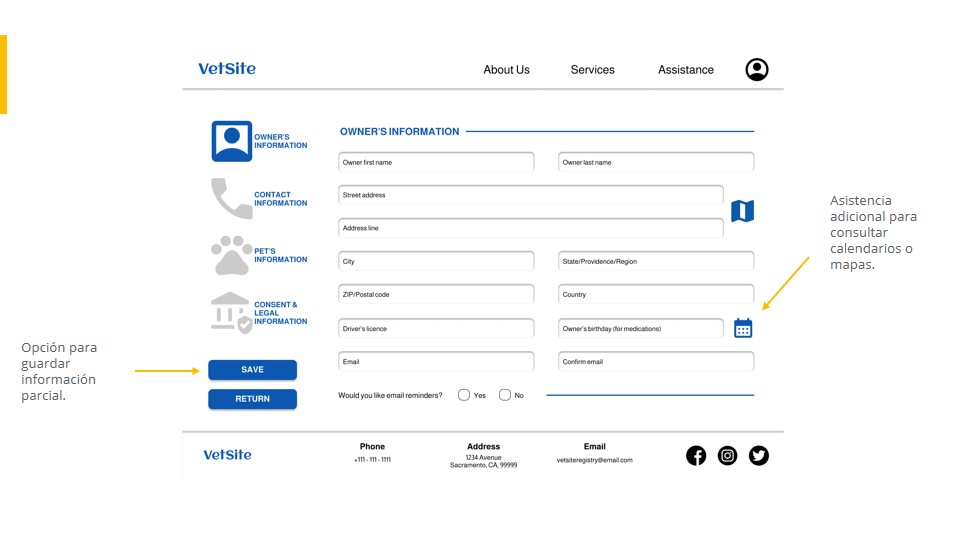 VetSite
About Us
Services
Assistance
OWNER'S
INFORMATION
CONTACT
INFORMATION
PET'S
INFORMATION
CONSENT &
LEGAL
INFORMATION
SAVE
RETURN
OWNER'S INFORMATION
Owner first name
Owner last name
Street address
Address line
City
State/Providence/Region
ZIP/Postal code
Country
Driver's licence
Owner's birthday (for medications)
Email
Confirm email
Would you like email reminders?
Yes
No
Asistencia
adicional para
consultar
calendarios o
mapas.
Opción para
guardar
información
parcial.
VetSite
Phone
+111 - 111 - 1111
Address
1234 Avenue
Sacramento, CA, 99999
Email
vetsiteregistry@email.com